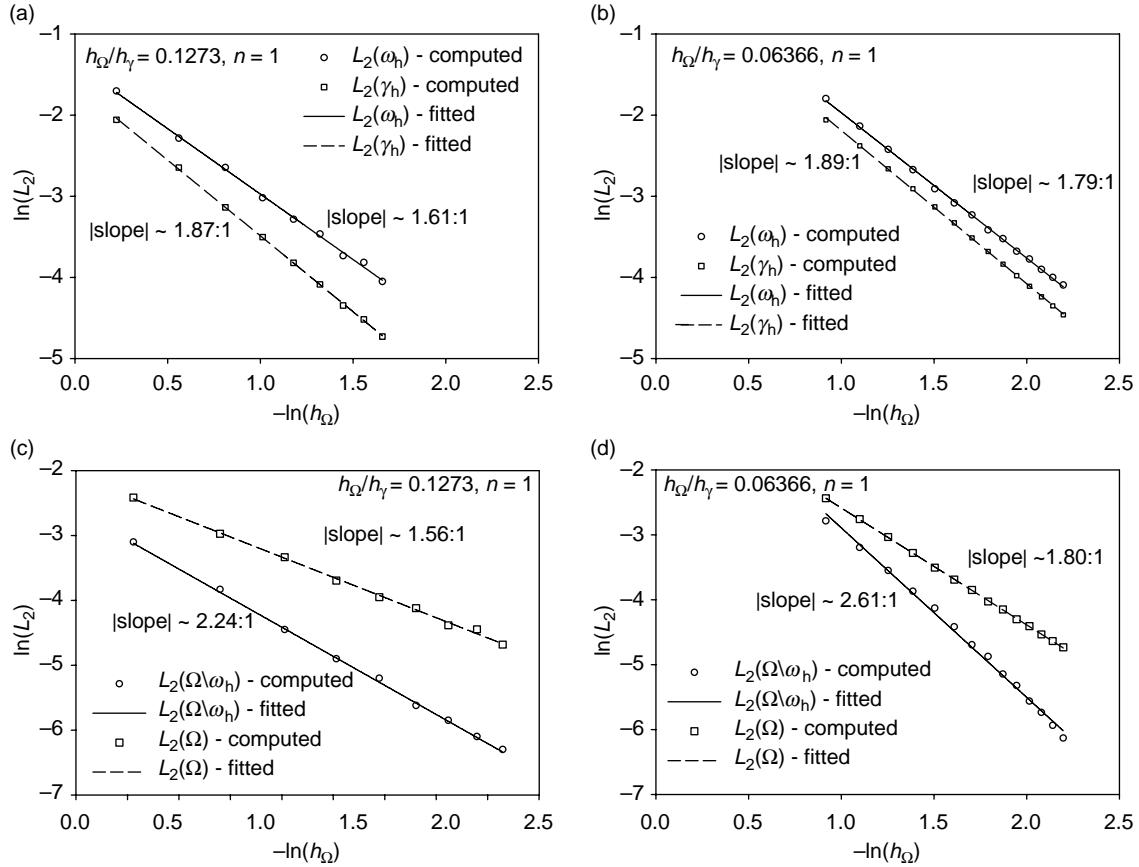 (a)
h_Ω/h_γ = 0.1273, n = 1
L_2(ω_h) - computed
L_2(γ_h) - computed
L_2(ω_h) - fitted
L_2(γ_h) - fitted
|slope| ~ 1.87:1
|slope| ~ 1.61:1
ln(L_2)
–1
–2
–3
–4
–5
0.0 0.5 1.0 1.5 2.0 2.5
–ln(h_Ω)
(b)
h_Ω/h_γ = 0.06366, n = 1
|slope| ~ 1.89:1
|slope| ~ 1.79:1
L_2(ω_h) - computed
L_2(γ_h) - computed
L_2(ω_h) - fitted
L_2(γ_h) - fitted
ln(L_2)
–1
–2
–3
–4
–5
0.0 0.5 1.0 1.5 2.0 2.5
–ln(h_Ω)
(c)
h_Ω/h_γ = 0.1273, n = 1
|slope| ~ 1.56:1
|slope| ~ 2.24:1
L_2(Ω\ω_h) - computed
L_2(Ω\ω_h) - fitted
L_2(Ω) - computed
L_2(Ω) - fitted
ln(L_2)
–2
–3
–4
–5
–6
–7
0.0 0.5 1.0 1.5 2.0 2.5
–ln(h_Ω)
(d)
h_Ω/h_γ = 0.06366, n = 1
|slope| ~1.80:1
|slope| ~ 2.61:1
L_2(Ω\ω_h) - computed
L_2(Ω\ω_h) - fitted
L_2(Ω) - computed
L_2(Ω) - fitted
ln(L_2)
–2
–3
–4
–5
–6
–7
0.0 0.5 1.0 1.5 2.0 2.5
–ln(h_Ω)